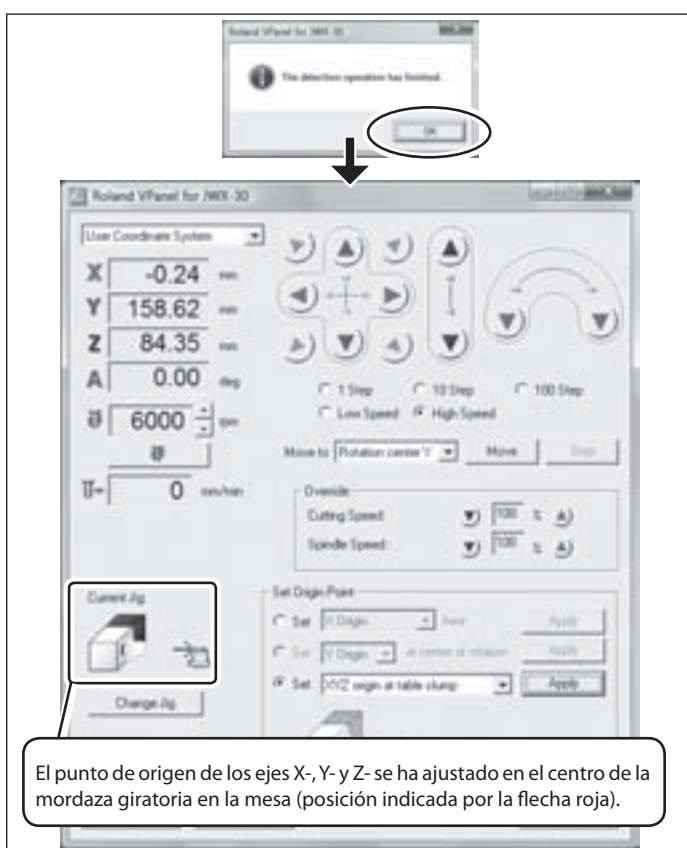 Roland VPanel for JWX-30
The detection operation has finished.
OK
Roland VPanel for JWX-30
User Coordinate System
X -0.24 mm
Y 158.62 mm
Z 84.35 mm
A 0.00 deg
6000 rpm
0 mm/min
1 Step 10 Step 100 Step
Low Speed High Speed
Move to Rotation center Y Move Stop
Override
Cutting Speed: 100 %
Spindle Speed: 100 %
Current Jig
Change Jig
Set Origin Point
Set X Origin here Apply
Set Y Origin at center of rotation Apply
Set XYZ origin at table clamp Apply
El punto de origen de los ejes X-, Y- y Z- se ha ajustado en el centro de la
mordaza giratoria en la mesa (posición indicada por la flecha roja).